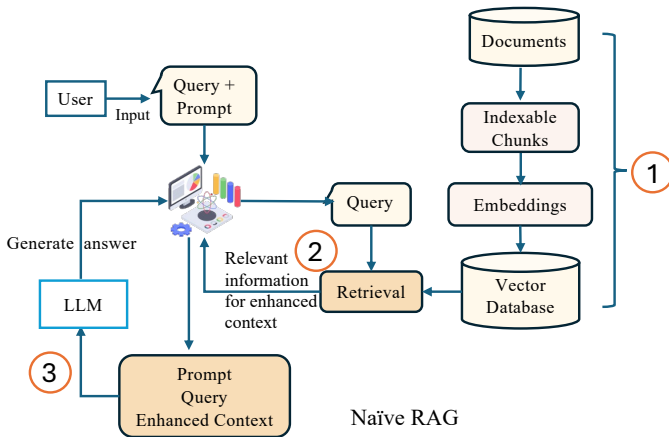 Documents
Query +
Prompt
User
Input
Indexable
Chunks
1
Query
Embeddings
Generate answer
2
Relevant
information
for enhanced
context
Retrieval
Vector
Database
LLM
3
Prompt
Query
Enhanced Context
Naïve RAG